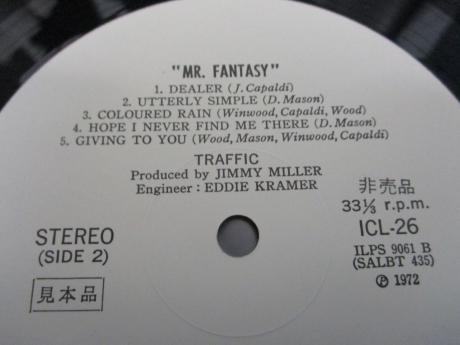 "MR. FANTASY"
1. DEALER (J. Capaldi)
2. UTTERLY SIMPLE (D. Mason)
3. COLOURED RAIN (Winwood, Capaldi, Wood)
4. HOPE I NEVER FIND ME THERE (D. Mason)
5. GIVING TO YOU (Wood, Mason, Winwood, Capaldi)
TRAFFIC
Produced by JIMMY MILLER
Engineer : EDDIE KRAMER
非売品
33⅓ r.p.m.
STEREO
(SIDE 2)
ICL-26
ILPS 9061 B
(SALBT 435)
Ⓟ 1972
見本品